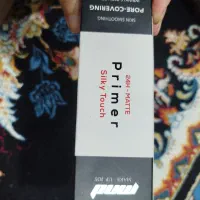 PORE-COVERING
SKIN SMOOTHING
24H · MATTE
Primer
Silky Touch